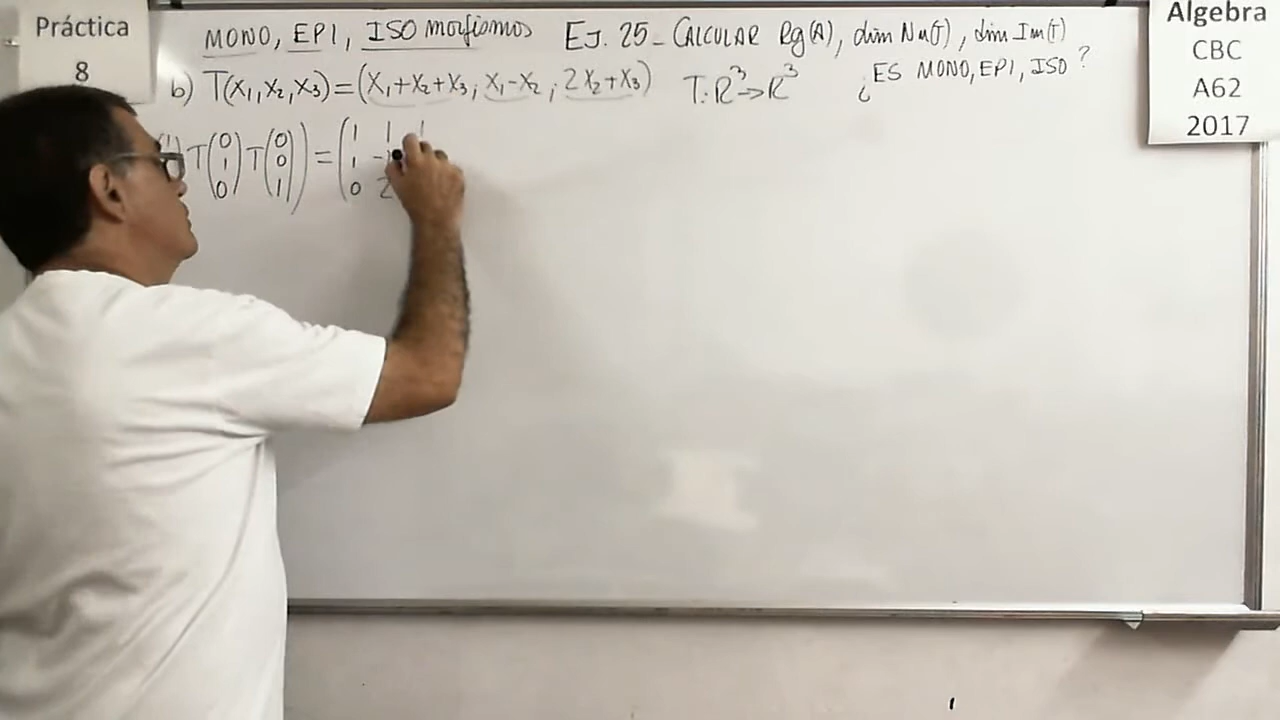 Práctica
8
MONO, EPI, ISO morfismos EJ. 25 - CALCULAR Rg(A), dim Nu(T), dim Im(T)
¿ES MONO, EPI, ISO?
b) T(x₁, x₂, x₃) = (x₁+x₂+x₃, x₁-x₂, 2x₂+x₃) T: R³→R³
T(0 1 0) T(0 0 1)) = (1 1 1
1 -1
0 2
Algebra
CBC
A62
2017